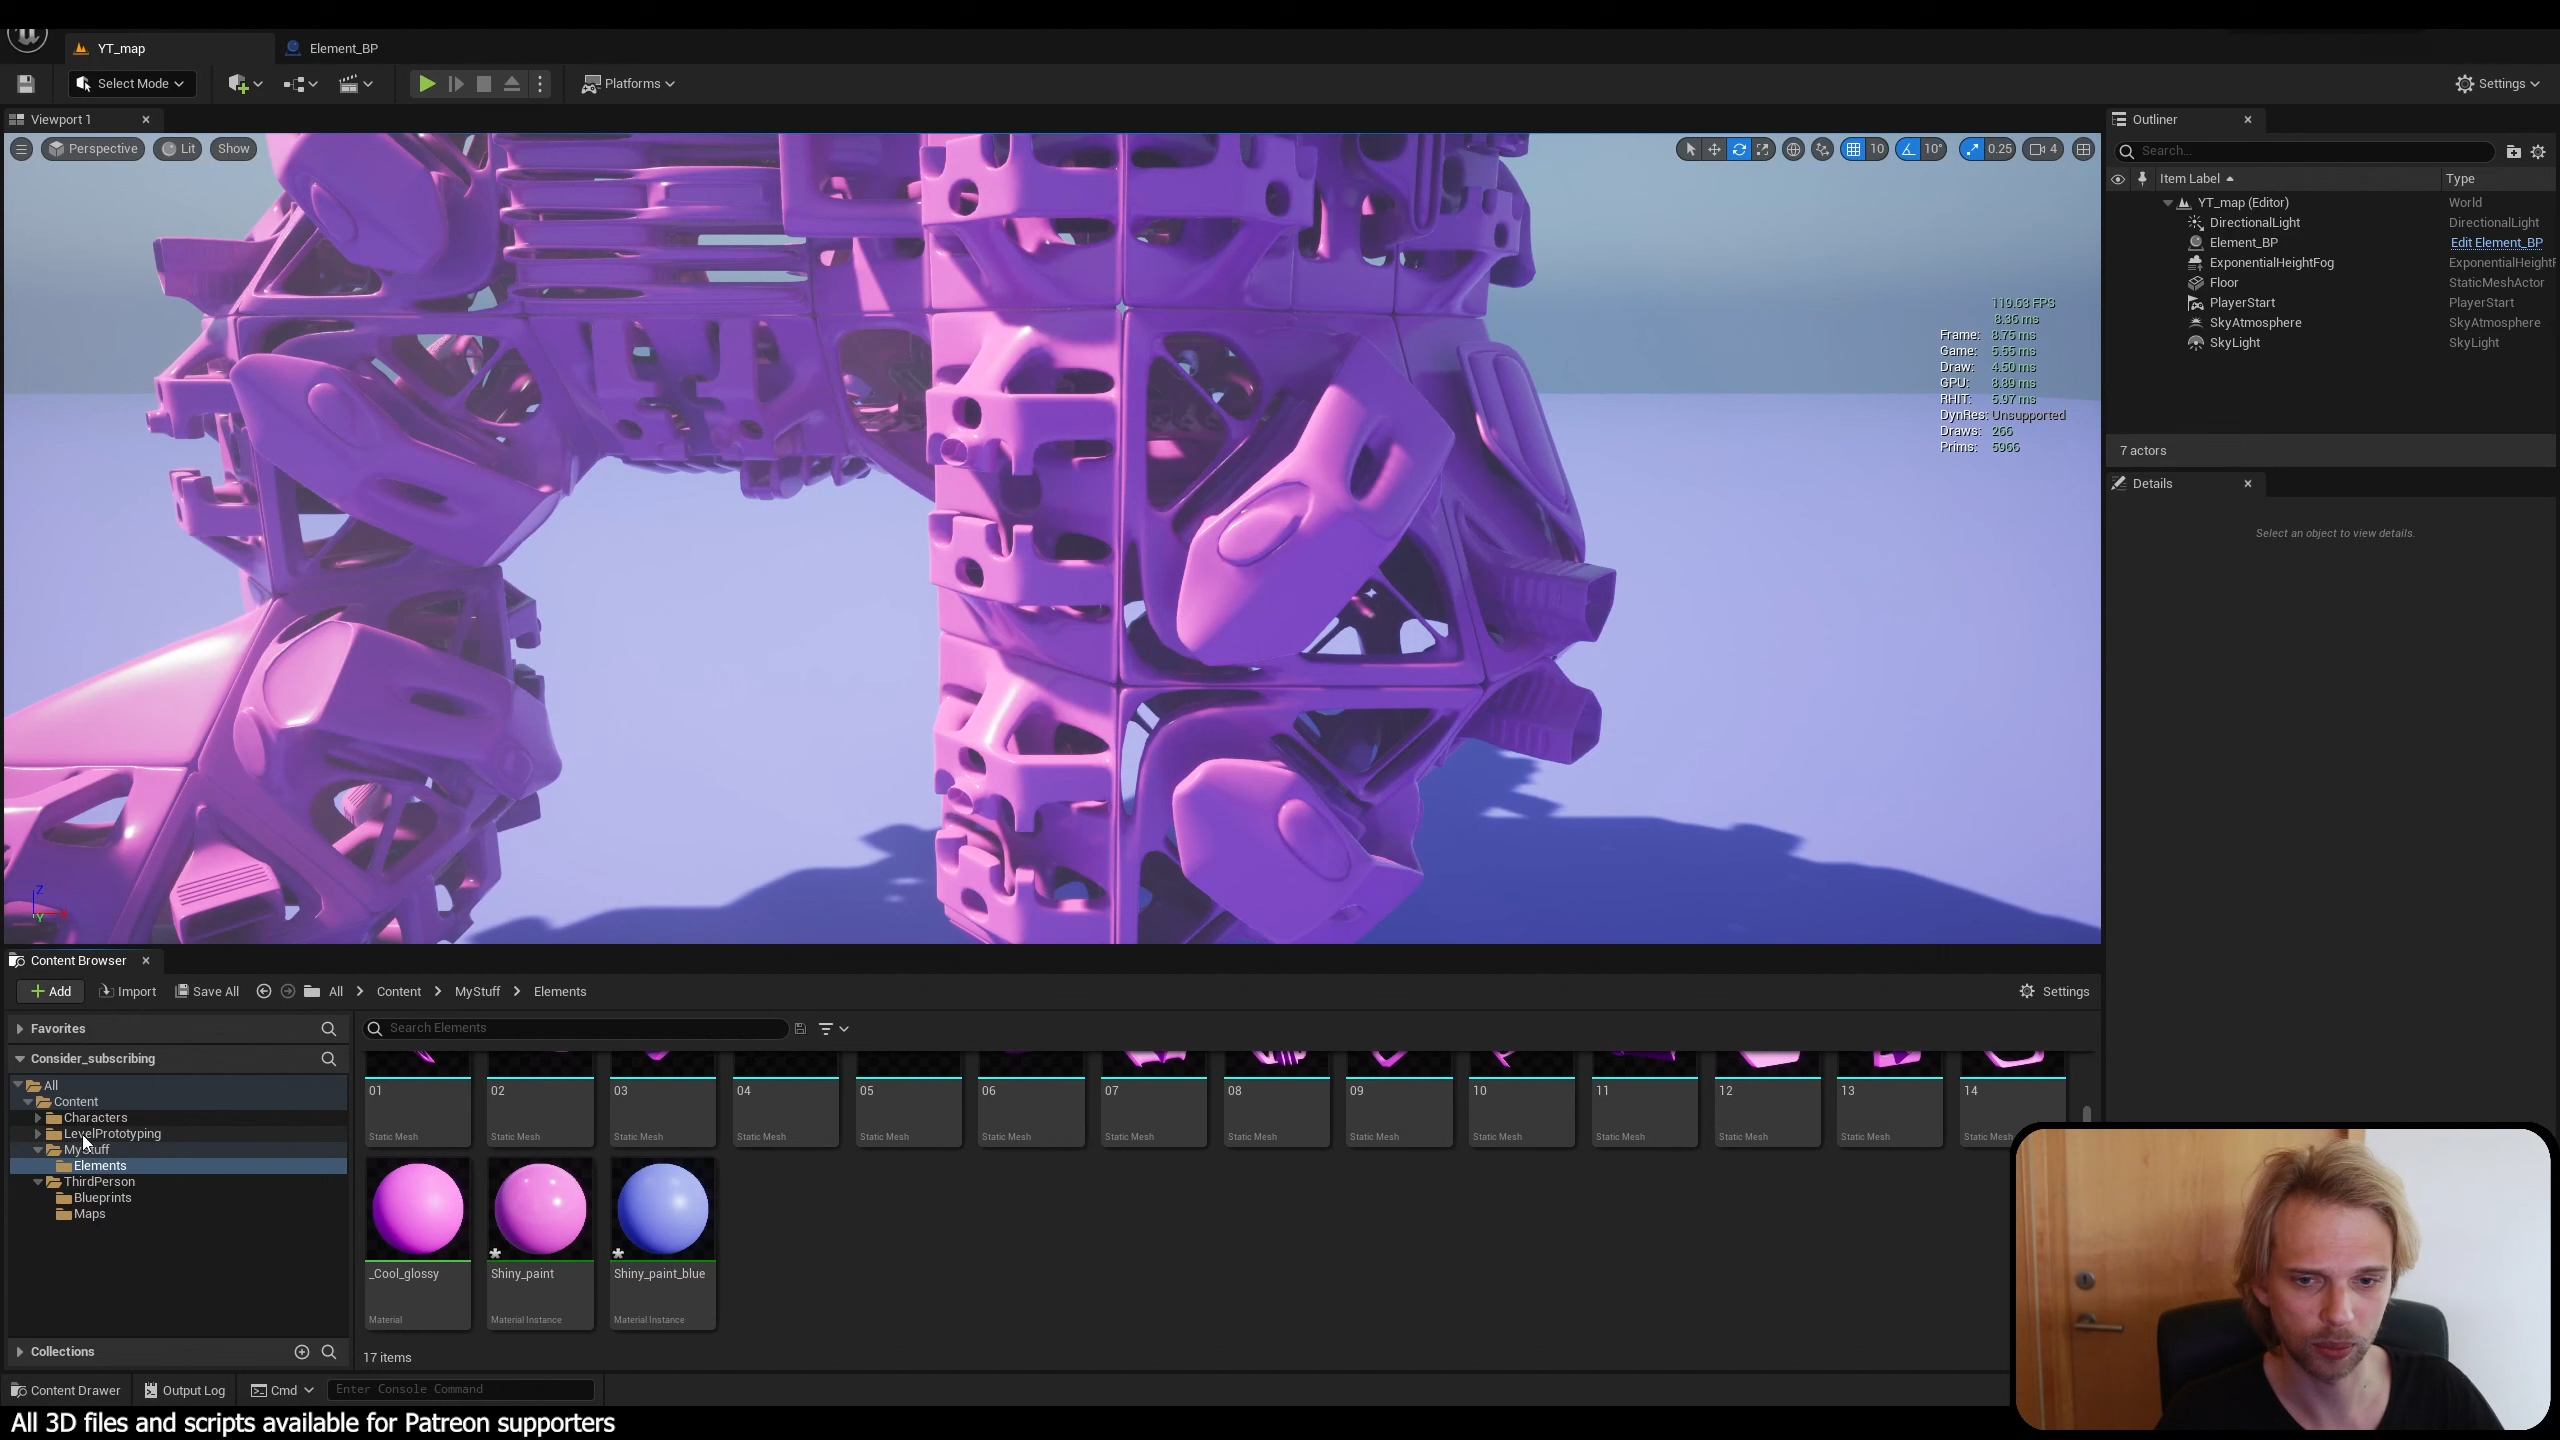 YT_map
Element_BP
Select Mode
Platforms
Settings
Viewport 1
Perspective
Lit
Show
10
10°
0.25
4
119.63 FPS
8.36 ms
Frame: 8.75 ms
Game: 5.55 ms
Draw: 4.50 ms
GPU: 8.89 ms
RHIT: 5.97 ms
DynRes: Unsupported
Draws: 266
Prims: 5966
Z
Y
Outliner
Search...
Item Label
Type
YT_map (Editor) World
DirectionalLight DirectionalLight
Element_BP Edit Element_BP
ExponentialHeightFog ExponentialHeightF
Floor StaticMeshActor
PlayerStart PlayerStart
SkyAtmosphere SkyAtmosphere
SkyLight SkyLight
7 actors
Details
Select an object to view details.
Content Browser
Add
Import
Save All
All
Content
MyStuff
Elements
Settings
Favorites
Consider_subscribing
All
Content
Characters
LevelPrototyping
MyStuff
Elements
ThirdPerson
Blueprints
Maps
Collections
Search Elements
01 02 03 04 05 06 07 08 09 10 11 12 13 14
Static Mesh Static Mesh Static Mesh Static Mesh Static Mesh Static Mesh Static Mesh Static Mesh Static Mesh Static Mesh Static Mesh Static Mesh Static Mesh Static Mesh
_Cool_glossy
Material
Shiny_paint
Material Instance
Shiny_paint_blue
Material Instance
17 items
Content Drawer
Output Log
Cmd
Enter Console Command
All 3D files and scripts available for Patreon supporters